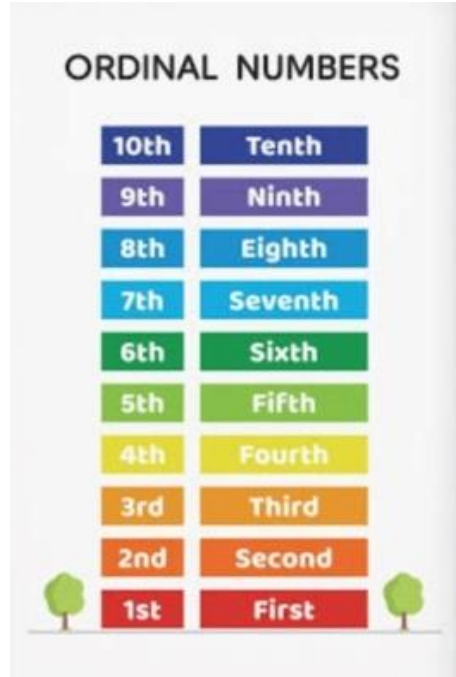 ORDINAL NUMBERS
10th Tenth
9th Ninth
8th Eighth
7th Seventh
6th Sixth
5th Fifth
4th Fourth
3rd Third
2nd Second
1st First